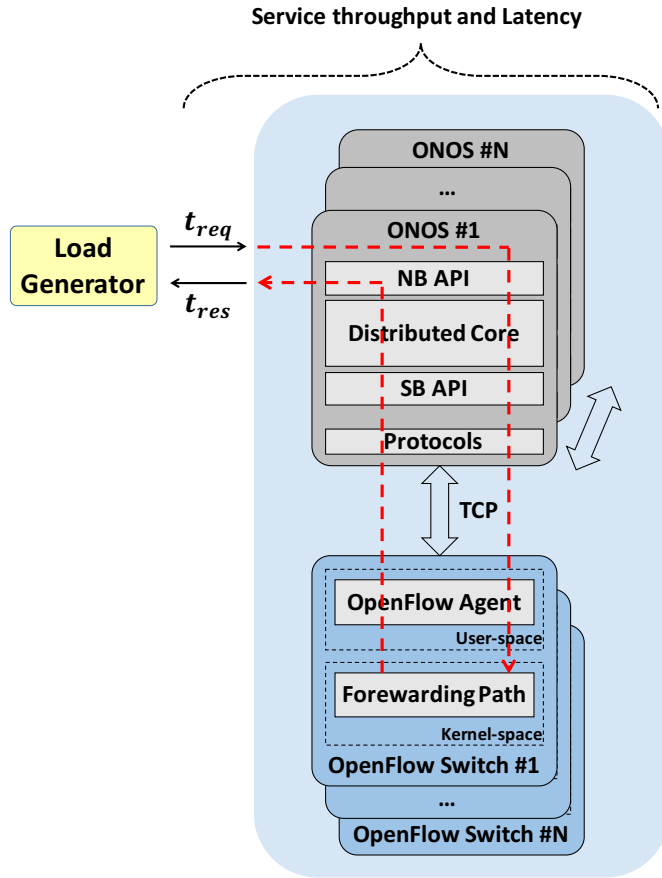 Service throughput and Latency
ONOS #N
...
ONOS #1
t_req
Load
Generator
t_res
NB API
Distributed Core
SB API
Protocols
TCP
OpenFlow Agent
User-space
Forewarding Path
Kernel-space
OpenFlow Switch #1
...
OpenFlow Switch #N